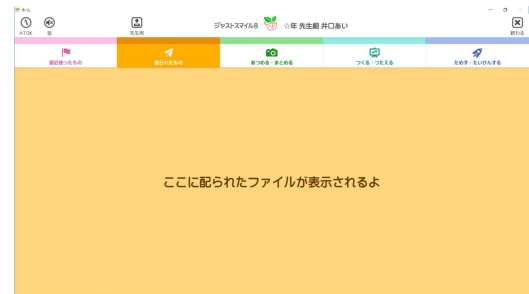 ホーム
ATOK
音
先生用
ジャストスマイル8 ☆年 先生組 井口あい
終わる
最近使ったもの
配られたもの
あつめる・まとめる
つくる・つたえる
ためす・たいけんする
ここに配られたファイルが表示されるよ